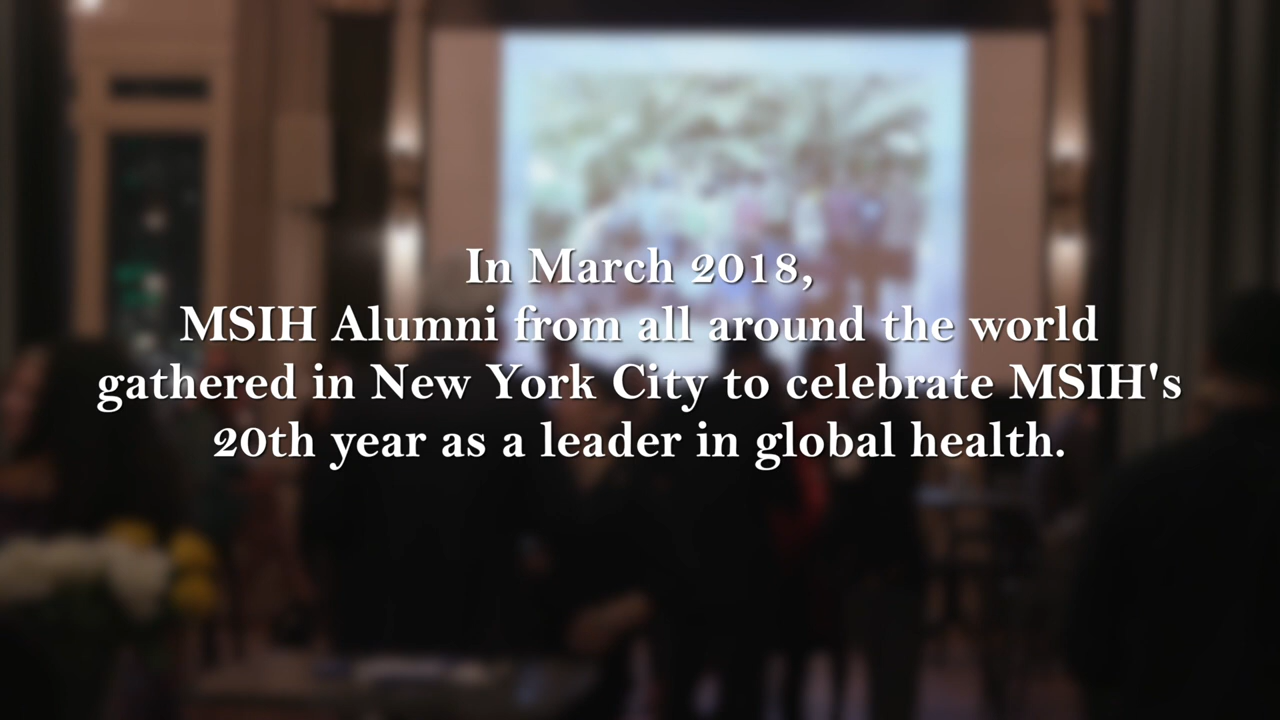 In March 2018,
MSIH Alumni from all around the world
gathered in New York City to celebrate MSIH's
20th year as a leader in global health.